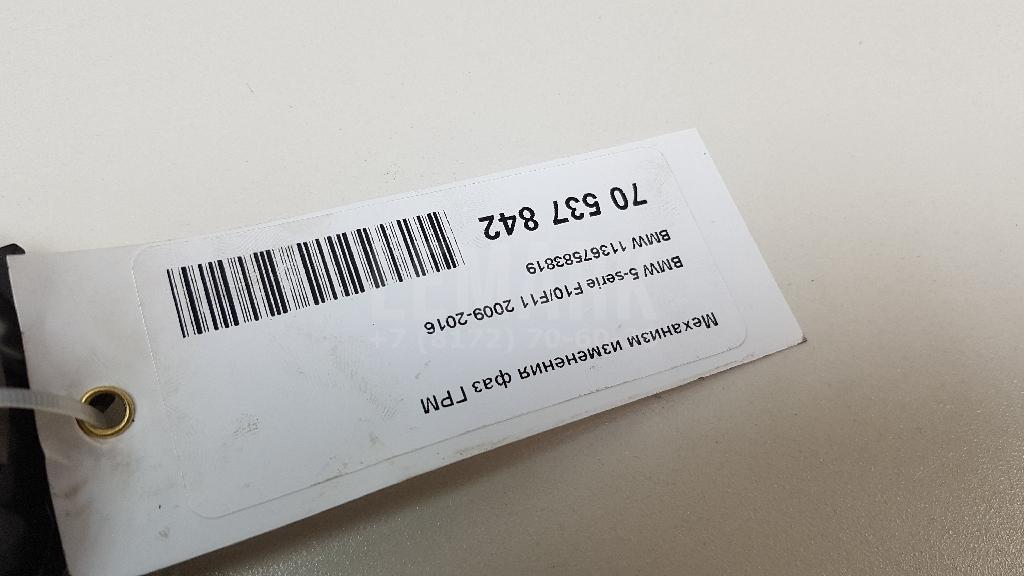 Механизм изменения фаз ГРМ
BMW 5-serie F10/F11 2009-2016
BMW 11367583819
70 537 842